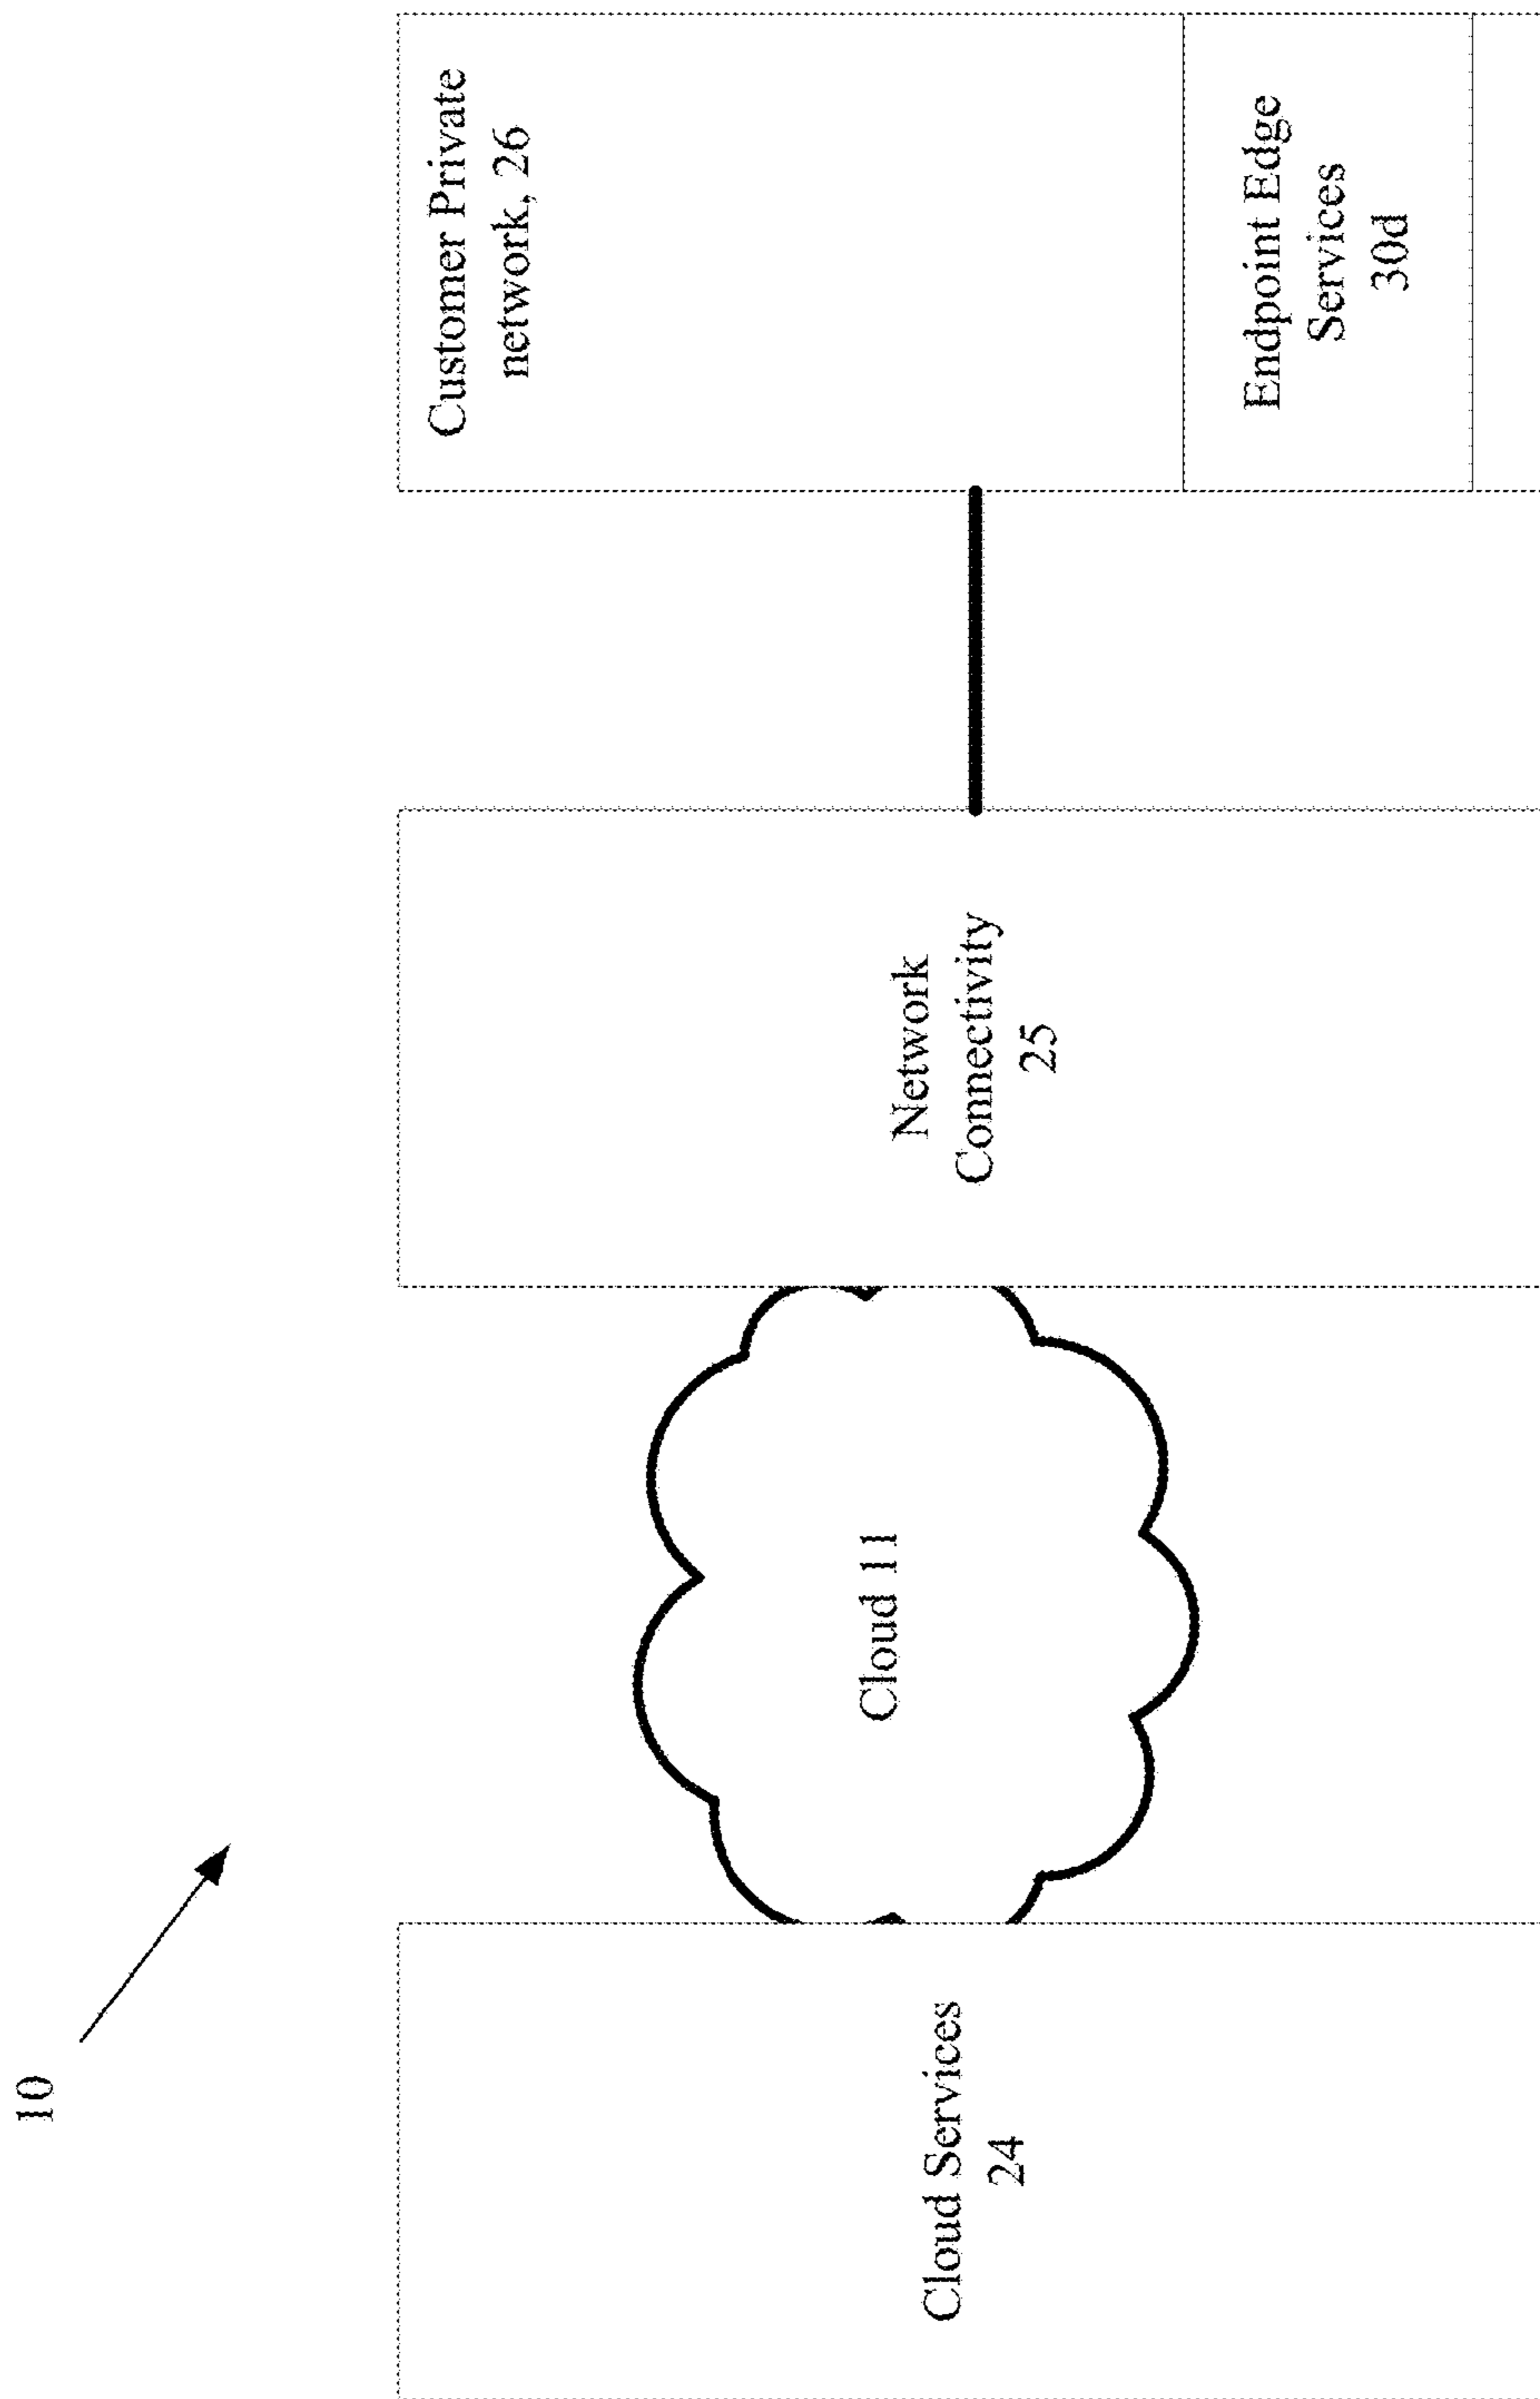 10
Cloud Services
24
Cloud 11
Network
Connectivity
25
Customer Private
network, 26
Endpoint Edge
Services
30d